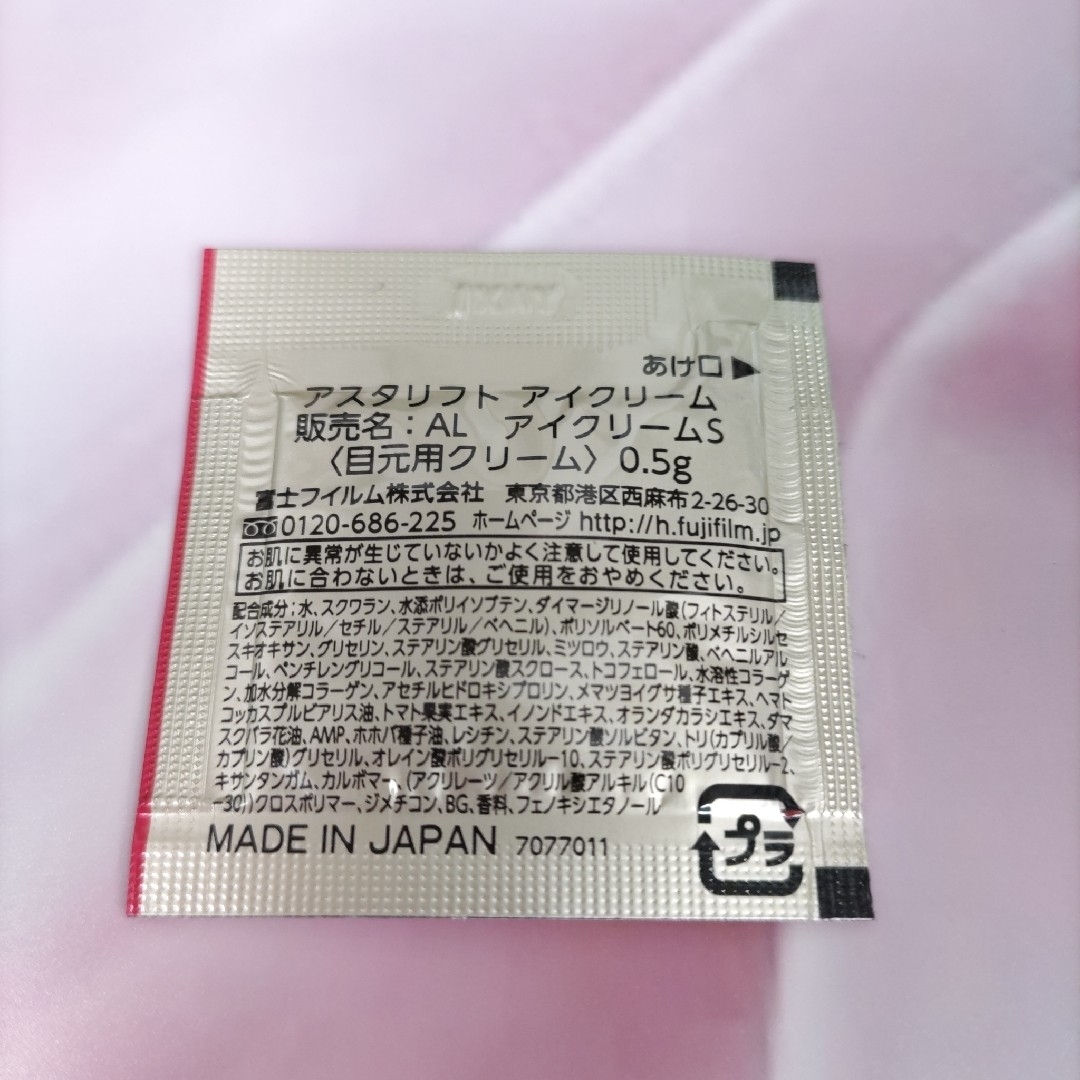 あけ口▶
アスタリフト アイクリーム
販売名:AL アイクリームS
〈目元用クリーム〉 0.5g
富士フイルム株式会社 東京都港区西麻布2-26-30
0120-686-225 ホームページ http://h.fujifilm.jp
お肌に異常が生じていないかよく注意して使用してください。
お肌に合わないときは、ご使用をおやめください。
配合成分:水、スクワラン、水添ポリイソブテン、ダイマージリノール酸(フィトステリル/
イソステアリル/セチル/ステアリル/ベヘニル)、ポリソルベート60、ポリメチルシルセ
スキオキサン、グリセリン、ステアリン酸グリセリル、ミツロウ、ステアリン酸、ベヘニルアル
コール、ペンチレングリコール、ステアリン酸スクロース、トコフェロール、水溶性コラーゲ
ン、加水分解コラーゲン、アセチルヒドロキシプロリン、メマツヨイグサ種子エキス、ヘマト
コッカスプルビアリス油、トマト果実エキス、イノンドエキス、オランダカラシエキス、ダマ
スクバラ花油、AMP、ホホバ種子油、レシチン、ステアリン酸ソルビタン、トリ(カプリル酸/
カプリン酸)グリセリル、オレイン酸ポリグリセリル-10、ステアリン酸ポリグリセリル-2、
キサンタンガム、カルボマー、(アクリレーツ/アクリル酸アルキル(C10
-30))クロスポリマー、ジメチコン、BG、香料、フェノキシエタノール
MADE IN JAPAN 7077011
プラ